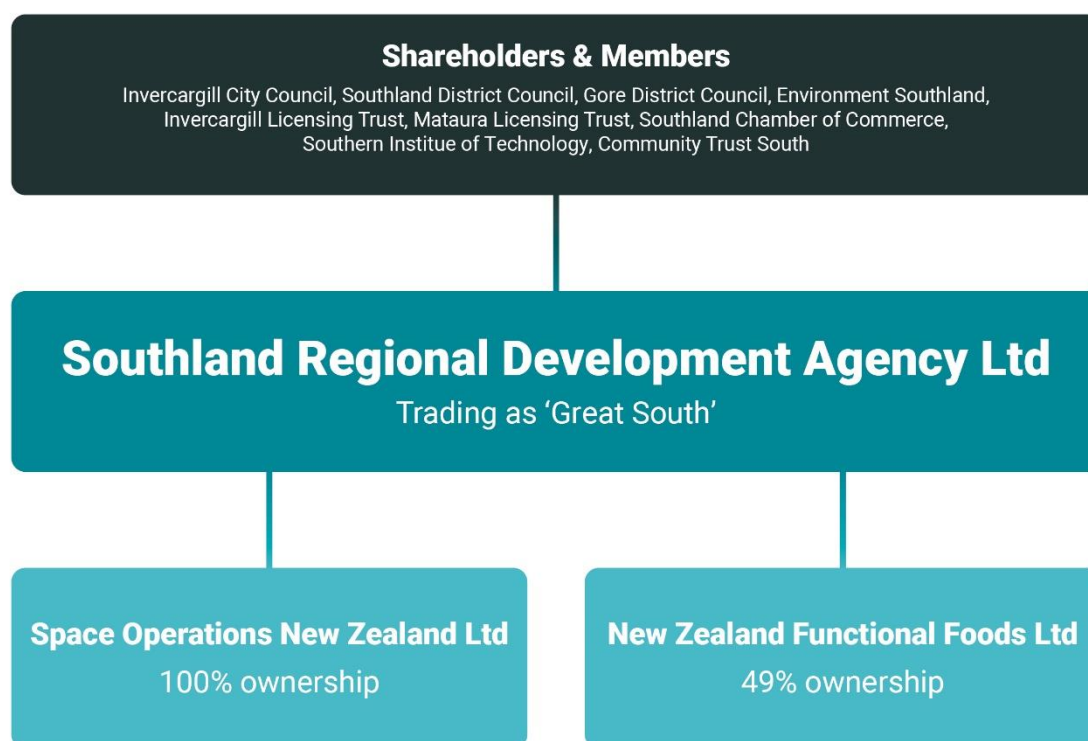 Shareholders & Members
Invercargill City Council, Southland District Council, Gore District Council, Environment Southland,
Invercargill Licensing Trust, Mataura Licensing Trust, Southland Chamber of Commerce,
Southern Institue of Technology, Community Trust South
Southland Regional Development Agency Ltd
Trading as ‘Great South’
Space Operations New Zealand Ltd
100% ownership
New Zealand Functional Foods Ltd
49% ownership